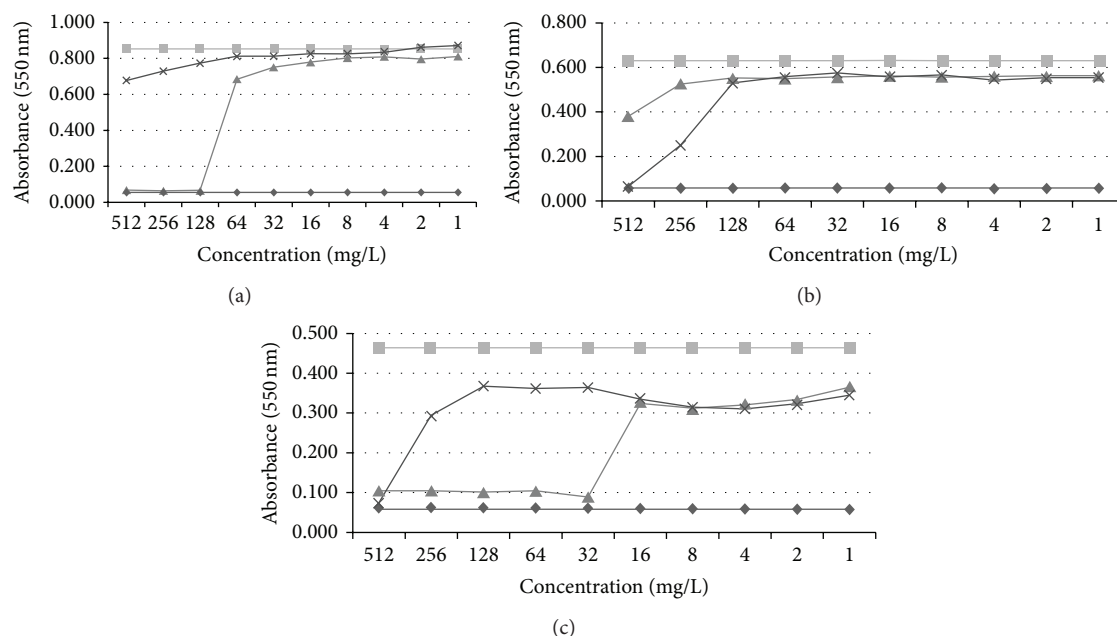 1.000
0.800
0.600
0.400
0.200
0.000
Absorbance (550 nm)
512 256 128 64 32 16 8 4 2 1
Concentration (mg/L)
(a)
0.800
0.600
0.400
0.200
0.000
Absorbance (550 nm)
512 256 128 64 32 16 8 4 2 1
Concentration (mg/L)
(b)
0.500
0.400
0.300
0.200
0.100
0.000
Absorbance (550 nm)
512 256 128 64 32 16 8 4 2 1
Concentration (mg/L)
(c)